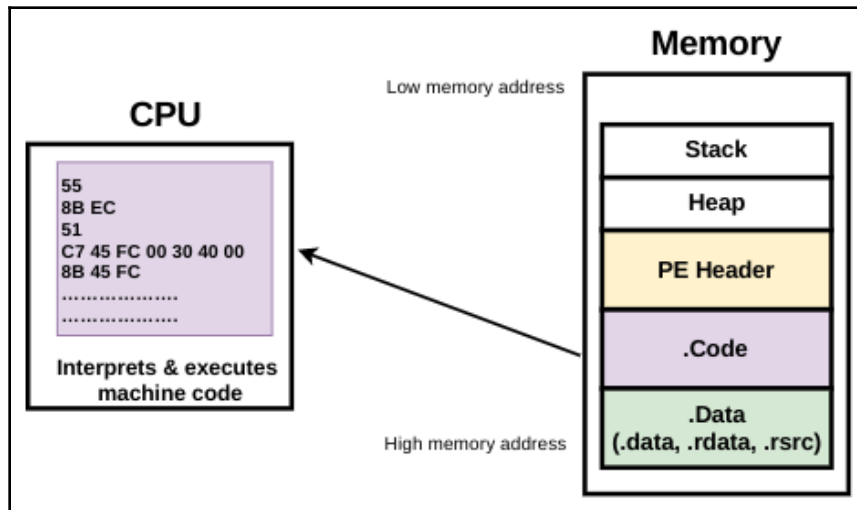 Memory
Low memory address
CPU
Stack
55
8B EC
51
C7 45 FC 00 30 40 00
8B 45 FC
...................
...................
Heap
PE Header
Interprets & executes
machine code
.Code
.Data
(.data, .rdata, .rsrc)
High memory address